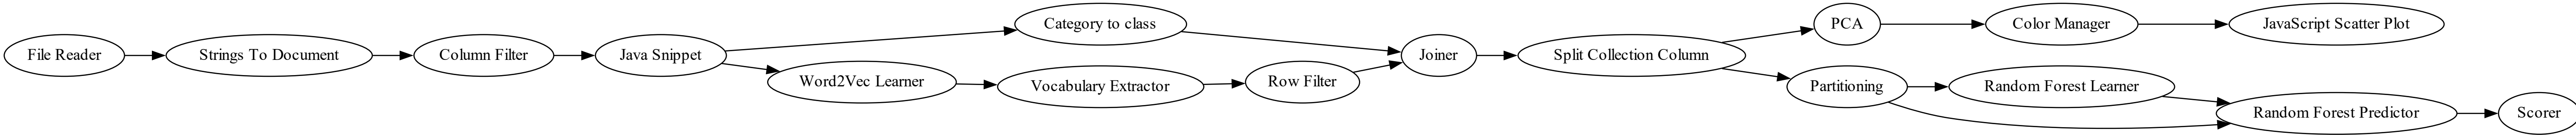 File Reader
Strings To Document
Column Filter
Java Snippet
Category to class
Word2Vec Learner
Vocabulary Extractor
Row Filter
Joiner
Split Collection Column
PCA
Color Manager
JavaScript Scatter Plot
Partitioning
Random Forest Learner
Random Forest Predictor
Scorer